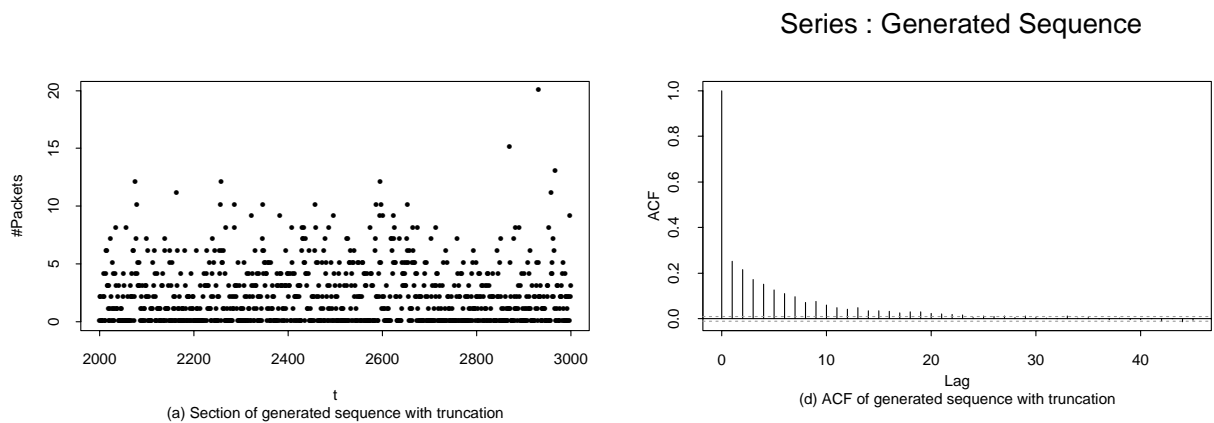 Series : Generated Sequence
#Packets
20
15
10
5
0
2000 2200 2400 2600 2800 3000
t
(a) Section of generated sequence with truncation
ACF
1.0
0.8
0.6
0.4
0.2
0.0
0 10 20 30 40
Lag
(d) ACF of generated sequence with truncation